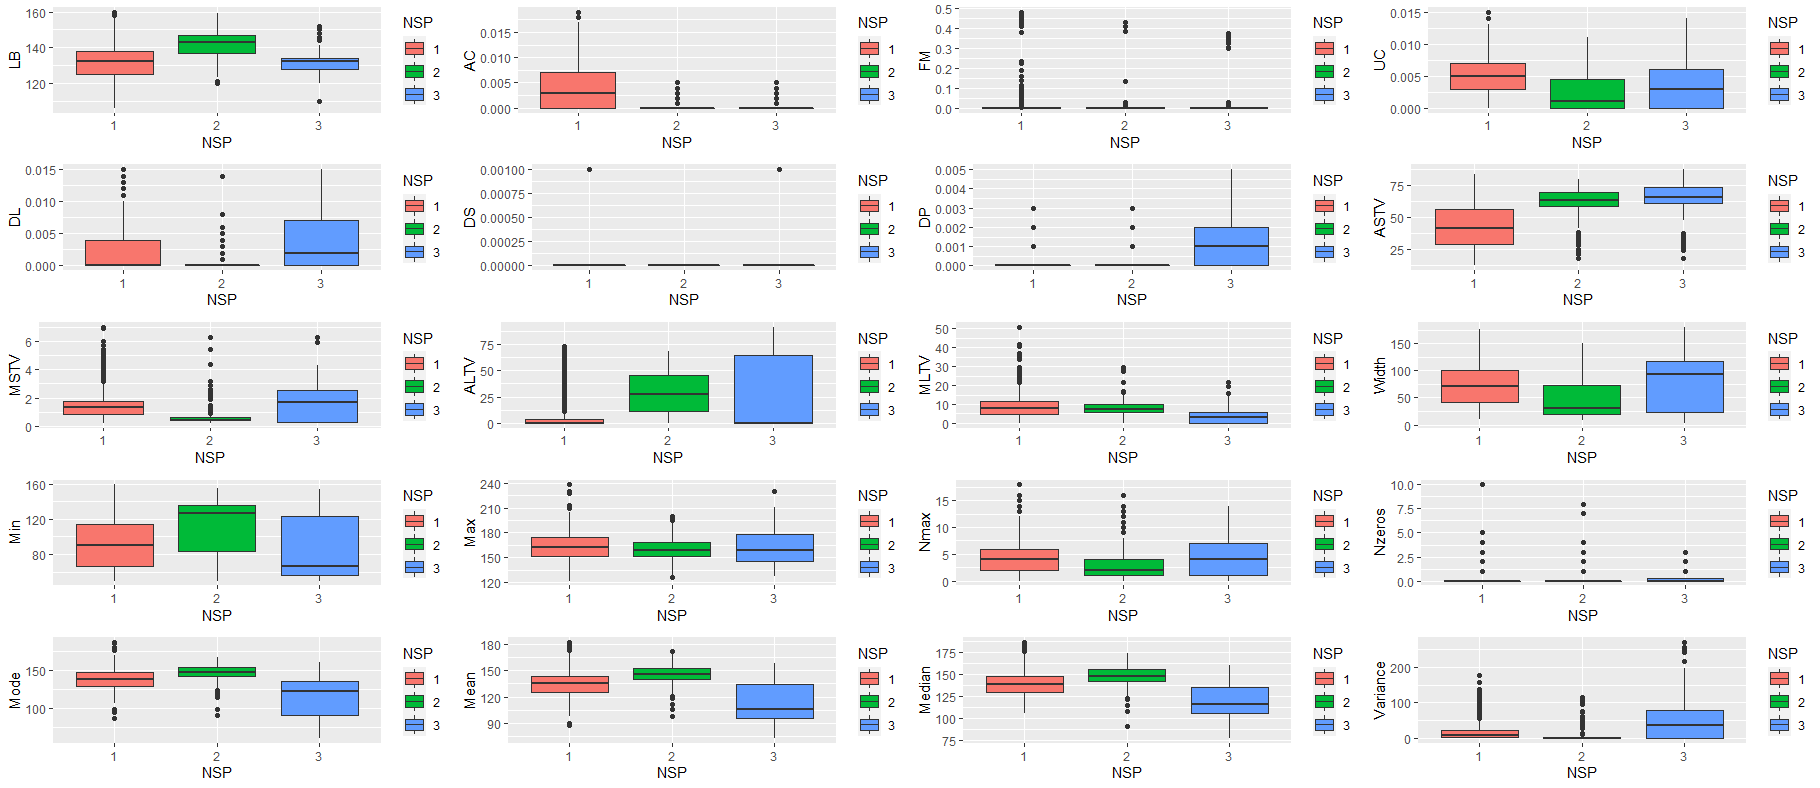 LB
160
140
120
1 2 3
NSP
NSP
1
2
3
AC
0.015
0.010
0.005
0.000
1 2 3
NSP
NSP
1
2
3
FM
0.5
0.4
0.3
0.2
0.1
0.0
1 2 3
NSP
NSP
1
2
3
UC
0.015
0.010
0.005
0.000
1 2 3
NSP
NSP
1
2
3
DL
0.015
0.010
0.005
0.000
1 2 3
NSP
NSP
1
2
3
DS
0.00100
0.00075
0.00050
0.00025
0.00000
1 2 3
NSP
NSP
1
2
3
DP
0.005
0.004
0.003
0.002
0.001
0.000
1 2 3
NSP
NSP
1
2
3
ASTV
75
50
25
1 2 3
NSP
NSP
1
2
3
MSTV
6
4
2
0
1 2 3
NSP
NSP
1
2
3
ALTV
75
50
25
0
1 2 3
NSP
NSP
1
2
3
MLTV
50
40
30
20
10
0
1 2 3
NSP
NSP
1
2
3
Width
150
100
50
0
1 2 3
NSP
NSP
1
2
3
Min
160
120
80
1 2 3
NSP
NSP
1
2
3
Max
240
200
160
120
1 2 3
NSP
NSP
1
2
3
Nmax
15
10
5
0
1 2 3
NSP
NSP
1
2
3
Nzeros
10.0
7.5
5.0
2.5
0.0
1 2 3
NSP
NSP
1
2
3
Mode
150
100
1 2 3
NSP
NSP
1
2
3
Mean
180
150
120
90
1 2 3
NSP
NSP
1
2
3
Median
175
150
125
100
75
1 2 3
NSP
NSP
1
2
3
Variance
200
100
0
1 2 3
NSP
NSP
1
2
3